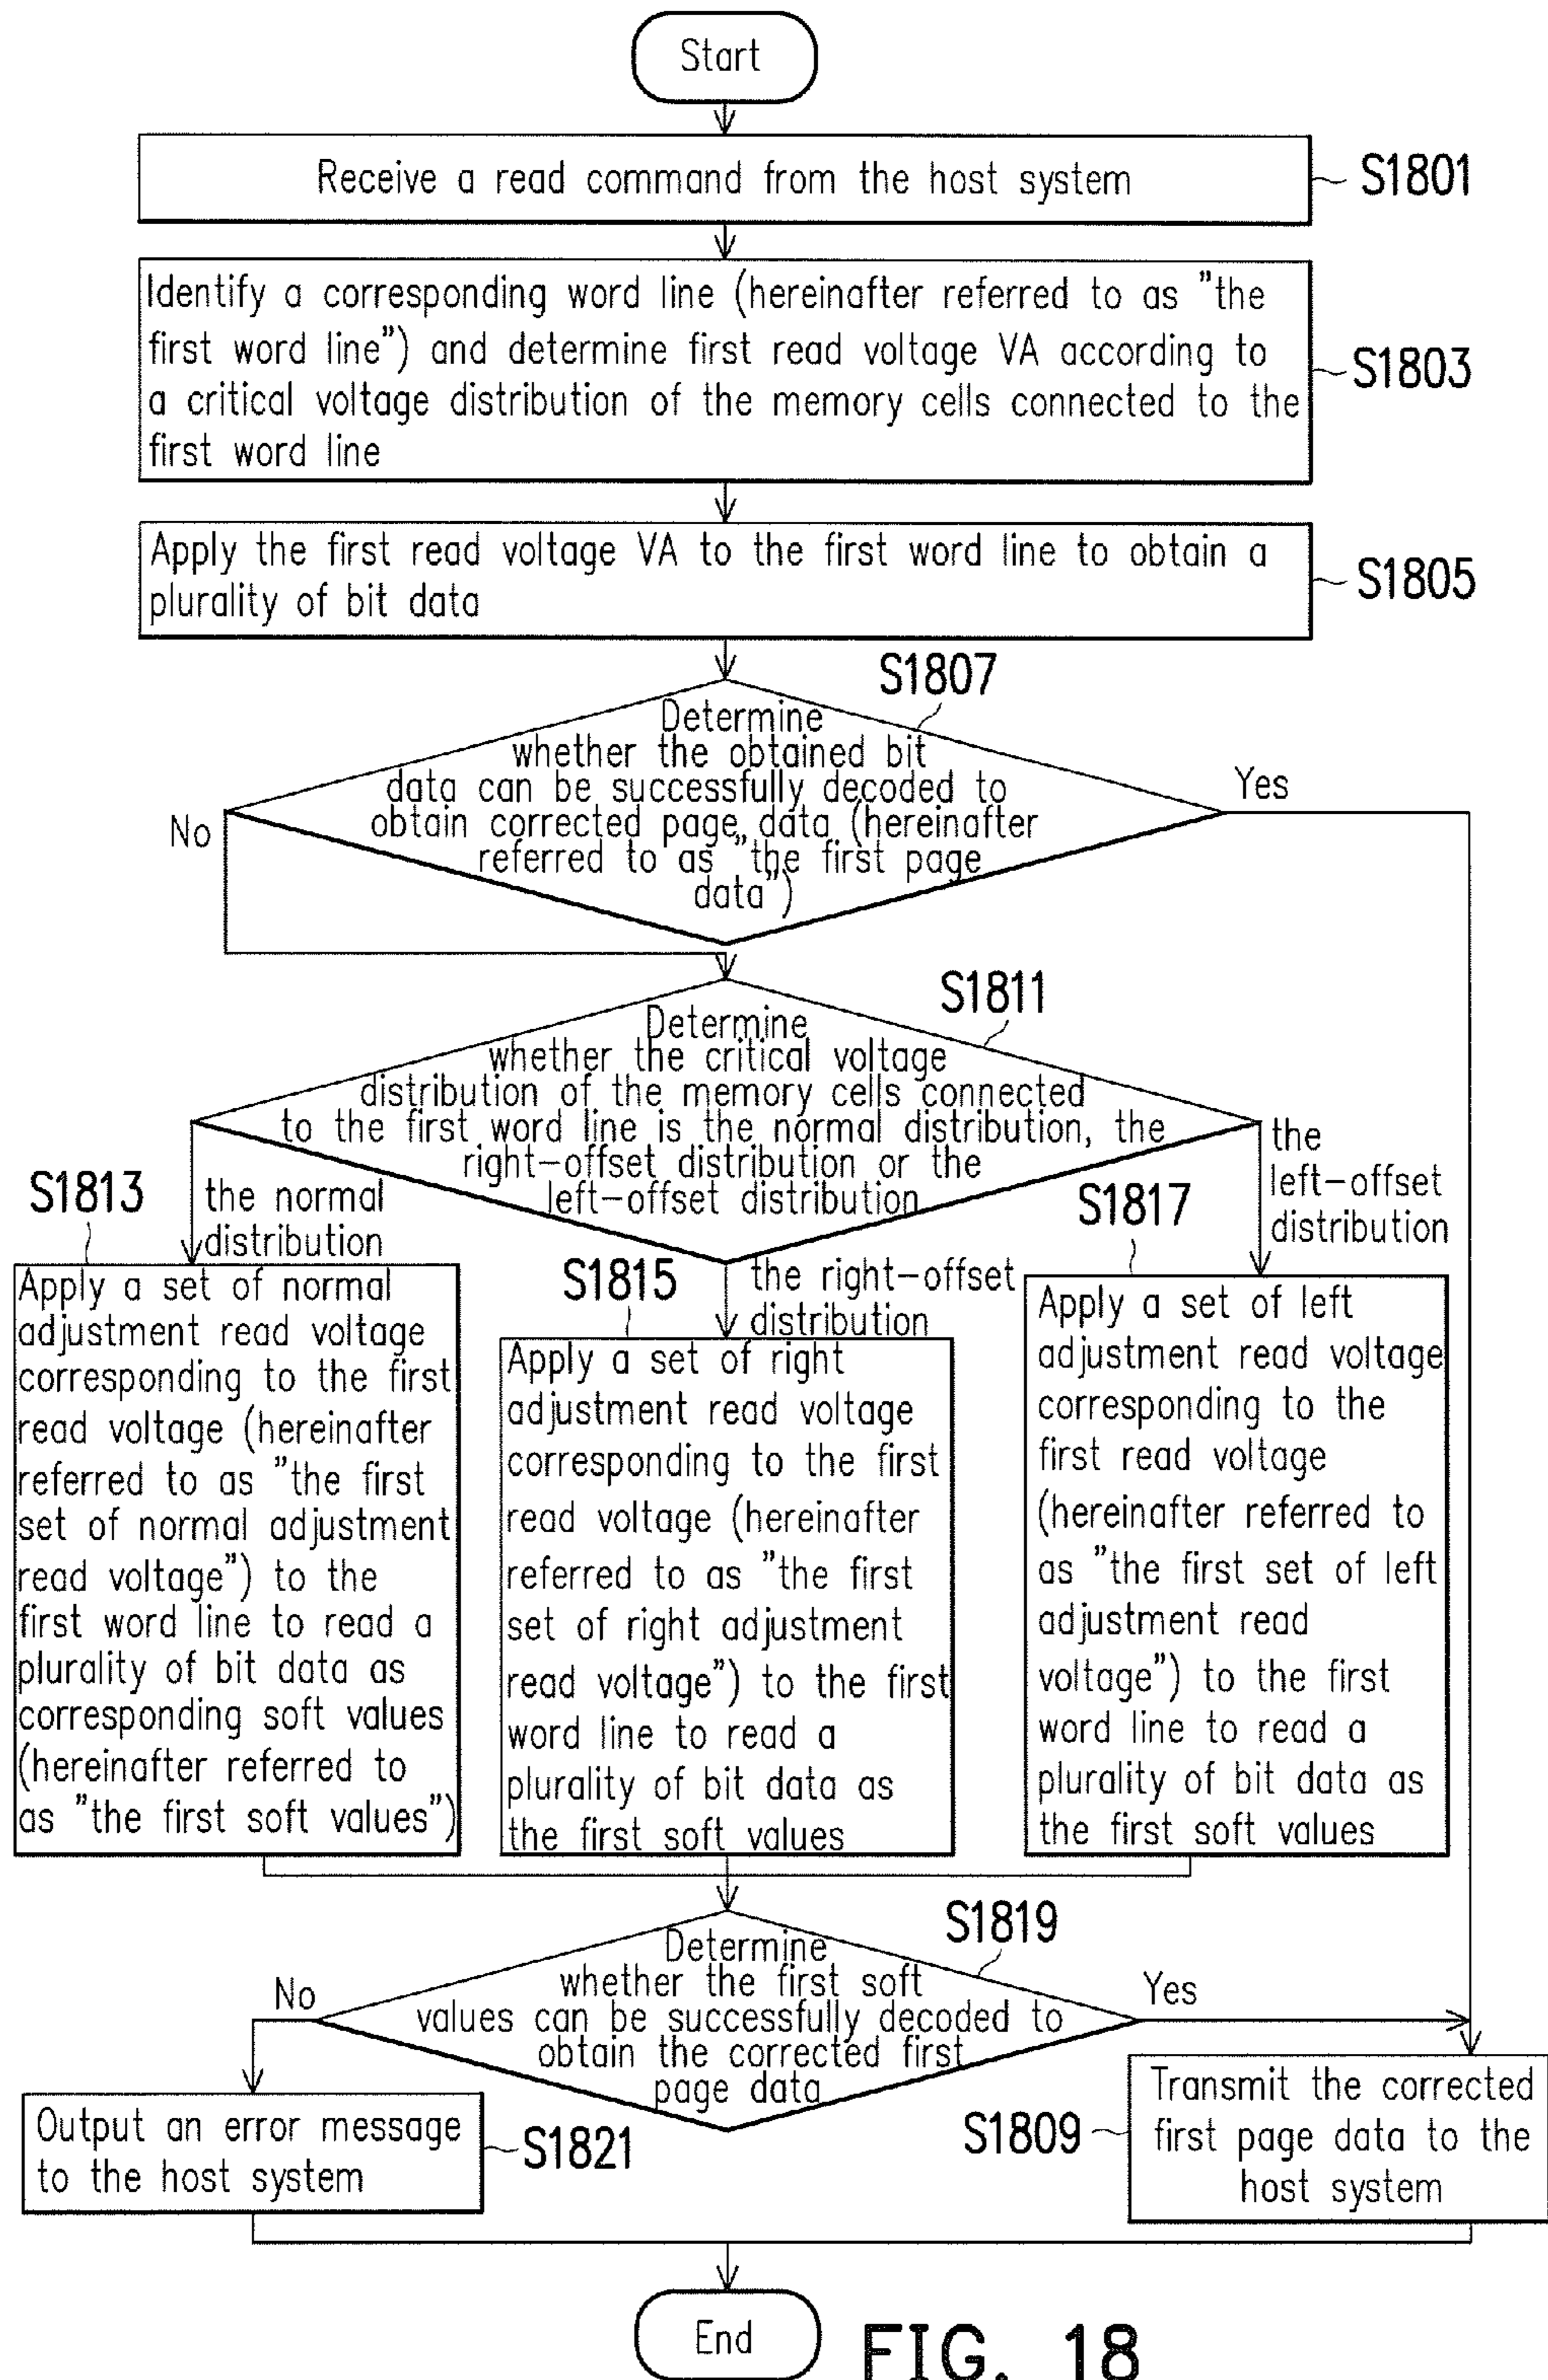 Start
Receive a read command from the host system
S1801
Identify a corresponding word line (hereinafter referred to as "the
first word line") and determine first read voltage VA according to
a critical voltage distribution of the memory cells connected to the
first word line
S1803
Apply the first read voltage VA to the first word line to obtain a
plurality of bit data
S1805
S1807
Determine
whether the obtained bit
data can be successfully decoded to
obtain corrected page data (hereinafter
referred to as "the first page
data")
Yes
No
S1811
Determine
whether the critical voltage
distribution of the memory cells connected
to the first word line is the normal distribution, the
right-offset distribution or the
left-offset distribution
S1813
the normal
distribution
Apply a set of normal
adjustment read voltage
corresponding to the first
read voltage (hereinafter
referred to as "the first
set of normal adjustment
read voltage") to the
first word line to read a
plurality of bit data as
corresponding soft values
(hereinafter referred to
as "the first soft values")
S1815
the right-offset
distribution
Apply a set of right
adjustment read voltage
corresponding to the first
read voltage (hereinafter
referred to as "the first
set of right adjustment
read voltage") to the first
word line to read a
plurality of bit data as
the first soft values
S1817
the
left-offset
distribution
Apply a set of left
adjustment read voltage
corresponding to the
first read voltage
(hereinafter referred to
as "the first set of left
adjustment read
voltage") to the first
word line to read a
plurality of bit data as
the first soft values
S1819
Determine
whether the first soft
values can be successfully decoded to
obtain the corrected first
page data
No
Yes
Output an error message
to the host system
S1821
S1809
Transmit the corrected
first page data to the
host system
End
FIG. 18